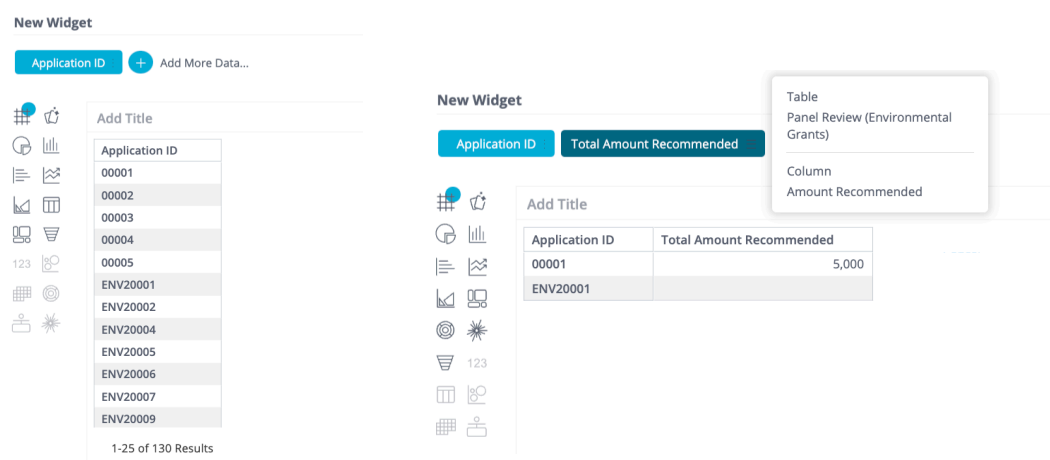 New Widget
Application ID
+
Add More Data...
Add Title
Application ID
00001
00002
00003
00004
00005
ENV20001
ENV20002
ENV20004
ENV20005
ENV20006
ENV20007
ENV20009
1-25 of 130 Results
123
New Widget
Application ID
Total Amount Recommended
Table
Panel Review (Environmental
Grants)
Column
Amount Recommended
Add Title
Application ID Total Amount Recommended
00001 5,000
ENV20001
123